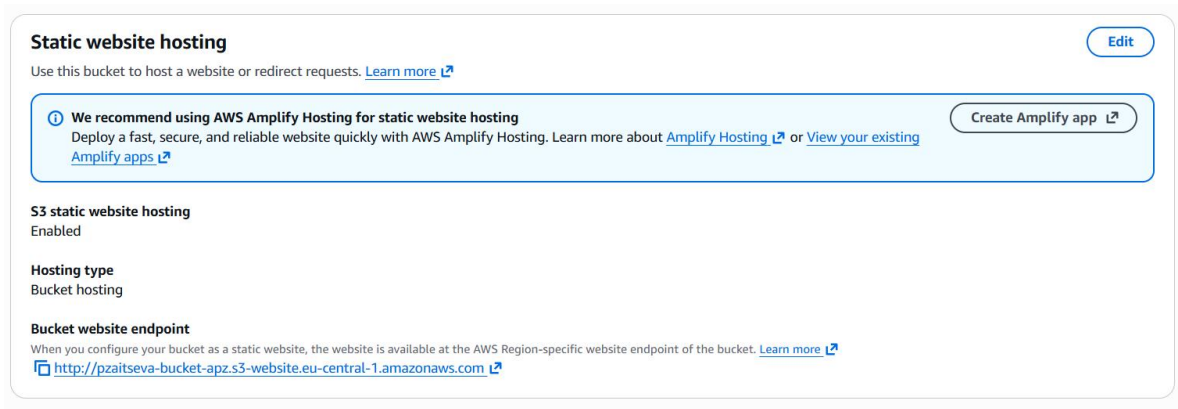 Static website hosting
Edit
Use this bucket to host a website or redirect requests. Learn more
We recommend using AWS Amplify Hosting for static website hosting
Create Amplify app
Deploy a fast, secure, and reliable website quickly with AWS Amplify Hosting. Learn more about Amplify Hosting or View your existing
Amplify apps
S3 static website hosting
Enabled
Hosting type
Bucket hosting
Bucket website endpoint
When you configure your bucket as a static website, the website is available at the AWS Region-specific website endpoint of the bucket. Learn more
http://pzaitseva-bucket-apz.s3-website.eu-central-1.amazonaws.com